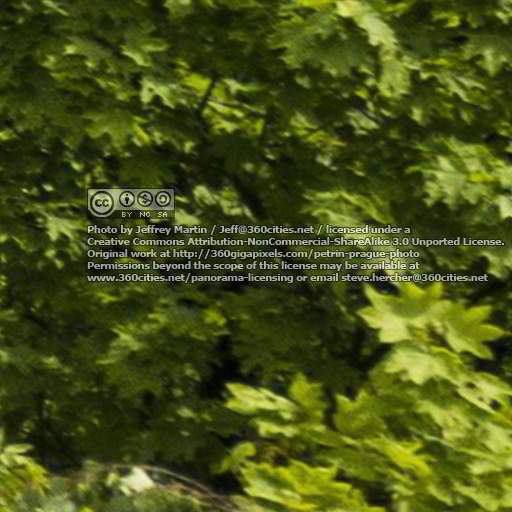 cc
BY NC SA
Photo by Jeffrey Martin / Jeff@360cities.net / licensed under a
Creative Commons Attribution-NonCommercial-ShareAlike 3.0 Unported License.
Original work at http://360gigapixels.com/petrin-prague-photo
Permissions beyond the scope of this license may be available at
www.360cities.net/panorama-licensing or email steve.hercher@360cities.net